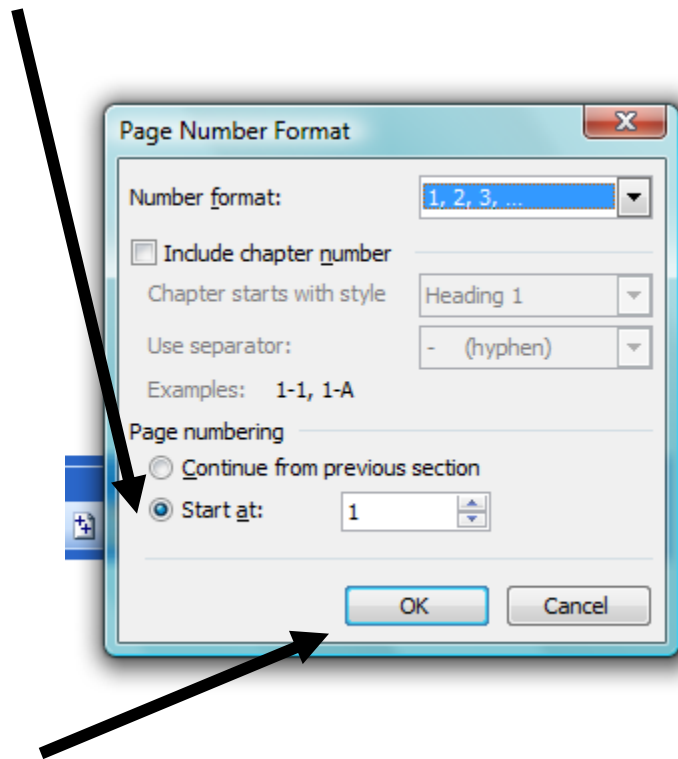 Page Number Format
Number format: 1, 2, 3, ...
Include chapter number
Chapter starts with style Heading 1
Use separator: - (hyphen)
Examples: 1-1, 1-A
Page numbering
Continue from previous section
Start at: 1
OK Cancel